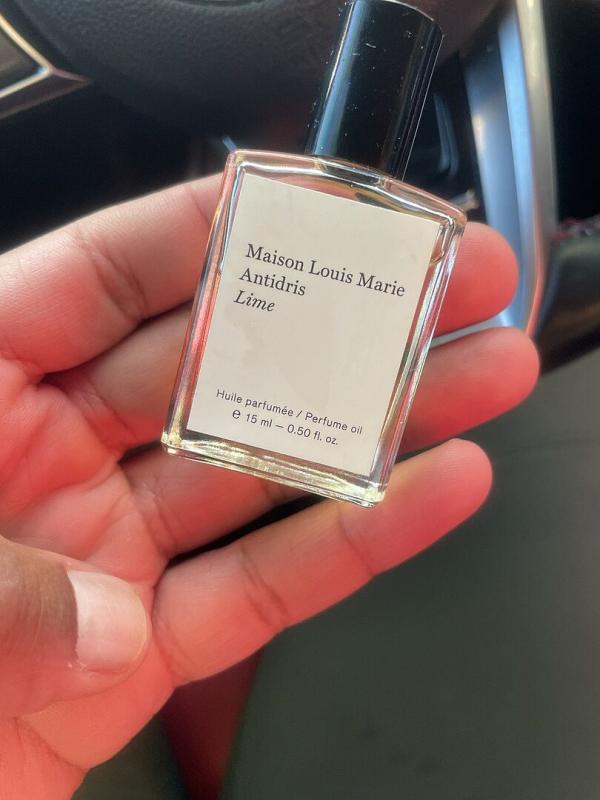 Maison Louis Marie
Antidris
Lime
Huile parfumée / Perfume oil
℮ 15 ml – 0.50 fl. oz.